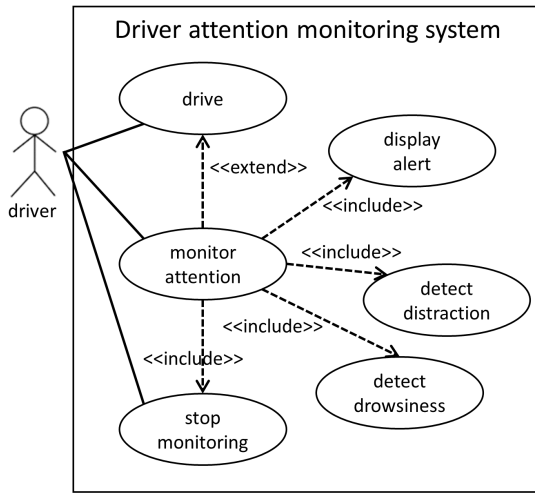 Driver attention monitoring system
drive
display
alert
<<extend>>
<<include>>
driver
monitor
attention
<<include>>
detect
distraction
<<include>>
<<include>>
detect
drowsiness
stop
monitoring